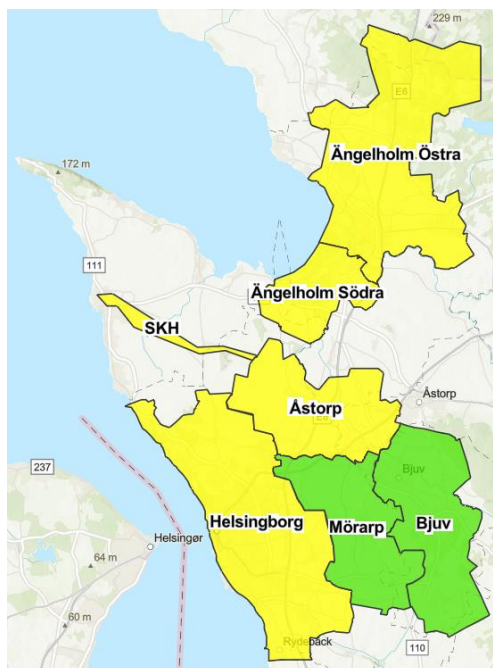 229 m
E6
Ängelholm Östra
172 m
111
Ängelholm Södra
SKH
Åstorp
Åstorp
E6
237
Bjuv
Helsingborg
Mörarp
Bjuv
Helsingør
64 m
60 m
Rydebäck
110